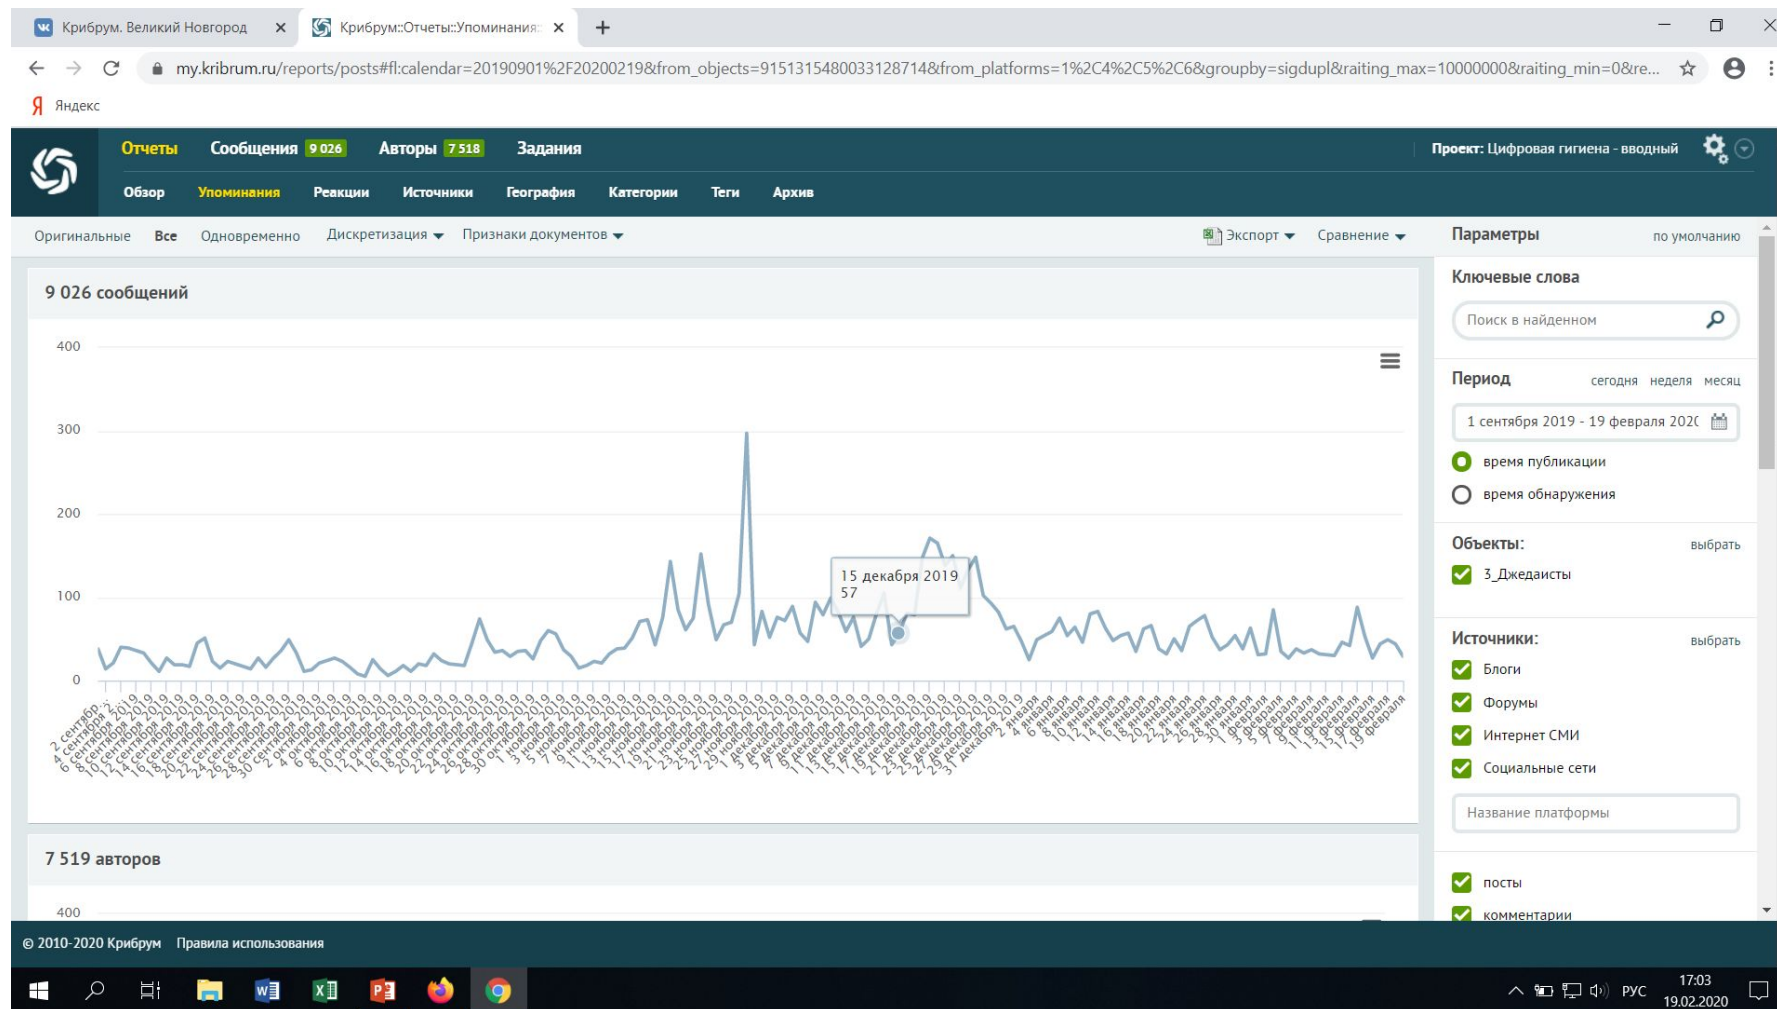 Крибрум. Великий Новгород
Крибрум::Отчеты::Упоминания::
my.kribrum.ru/reports/posts#fl:calendar=20190901%2F20200219&from_objects=9151315480033128714&from_platforms=1%2C4%2C5%2C6&groupby=sigdupl&raiting_max=10000000&raiting_min=0&re...
Яндекс
Отчеты Сообщения 9 026 Авторы 7 518 Задания
Проект: Цифровая гигиена - вводный
Обзор Упоминания Реакции Источники География Категории Теги Архив
Оригинальные Все Одновременно Дискретизация Признаки документов Экспорт Сравнение
Параметры по умолчанию
9 026 сообщений
400
300
200
100
0
15 декабря 2019
57
Ключевые слова
Поиск в найденном
Период сегодня неделя месяц
1 сентября 2019 - 19 февраля 202
время публикации
время обнаружения
Объекты: выбрать
3_Джедаисты
Источники: выбрать
Блоги
Форумы
Интернет СМИ
Социальные сети
Название платформы
посты
комментарии
7 519 авторов
400
© 2010-2020 Крибрум Правила использования
РУС
17:03
19.02.2020